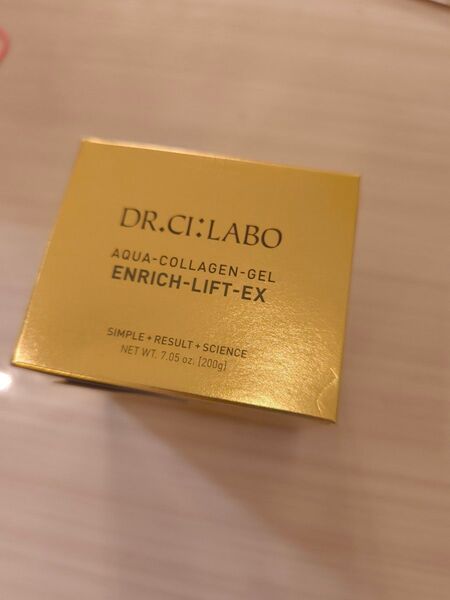 DR.CI:LABO
AQUA-COLLAGEN-GEL
ENRICH-LIFT-EX
SIMPLE + RESULT + SCIENCE
NET WT. 7.05 oz. [200g]